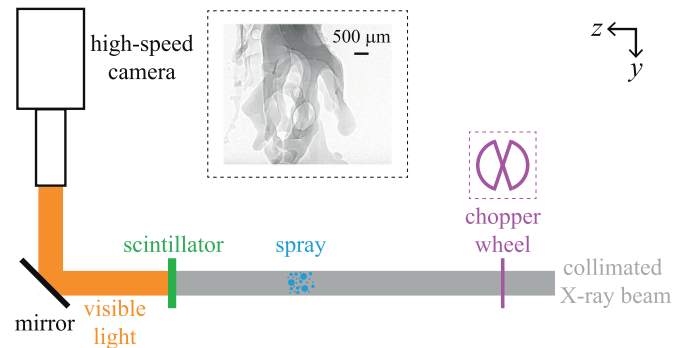 high-speed
camera
500 μm
z
y
chopper
wheel
scintillator
spray
collimated
X-ray beam
visible
light
mirror